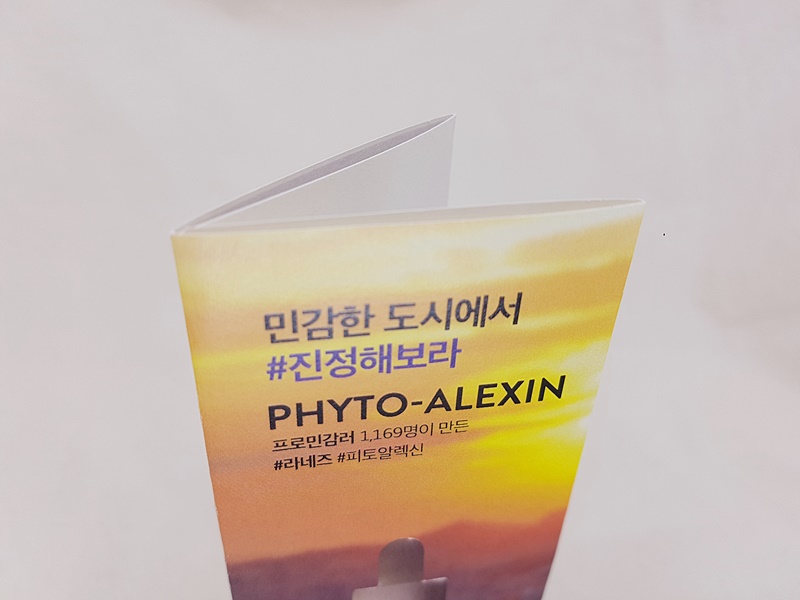 민감한 도시에서
#진정해보라
PHYTO-ALEXIN
프로민감러 1,169명이 만든
#라네즈 #피토알렉신